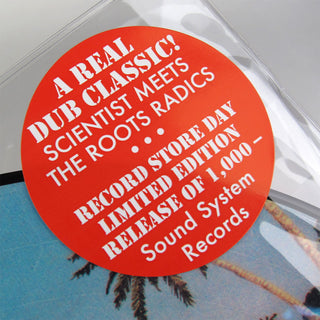 A REAL
DUB CLASSIC!
SCIENTIST MEETS
THE ROOTS RADICS
•••
RECORD STORE DAY
LIMITED EDITION
RELEASE OF 1,000 –
Sound System
Records